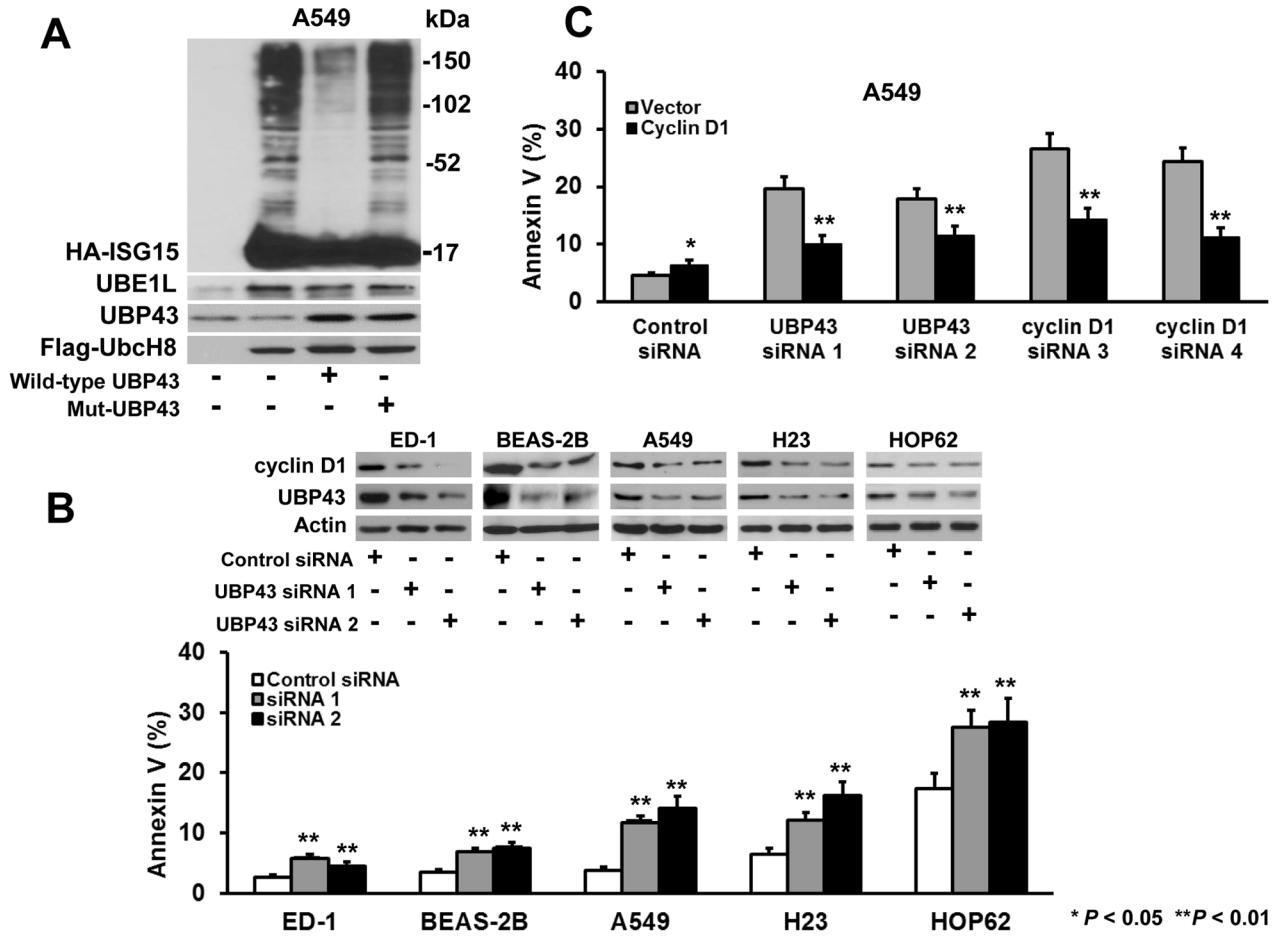 A
A549
kDa
-150
-102
-52
HA-ISG15
-17
UBE1L
UBP43
Flag-UbcH8
Wild-type UBP43 - - + -
Mut-UBP43 - - - +
C
A549
Vector
Cyclin D1
Annexin V (%)
40
30
20
10
0
*
**
**
**
**
Control siRNA
UBP43 siRNA 1
UBP43 siRNA 2
cyclin D1 siRNA 3
cyclin D1 siRNA 4
B
ED-1 BEAS-2B A549 H23 HOP62
cyclin D1
UBP43
Actin
Control siRNA + - - + - - + - - + - - + - -
UBP43 siRNA 1 - + - - + - - + - - + - - + -
UBP43 siRNA 2 - - + - - + - - + - - + - - +
Control siRNA
siRNA 1
siRNA 2
Annexin V (%)
40
30
20
10
0
** **
** **
** **
** **
** **
ED-1 BEAS-2B A549 H23 HOP62
* P < 0.05 **P < 0.01